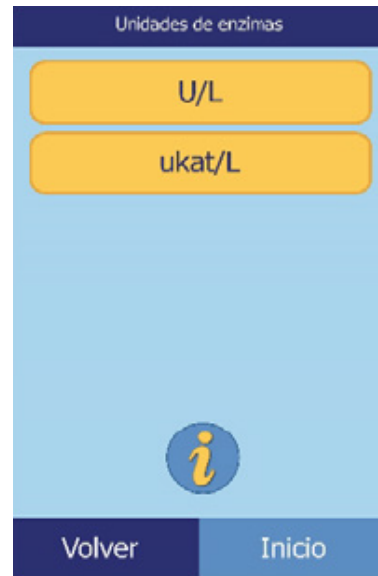 Unidades de enzimas
U/L
ukat/L
i
Volver
Inicio